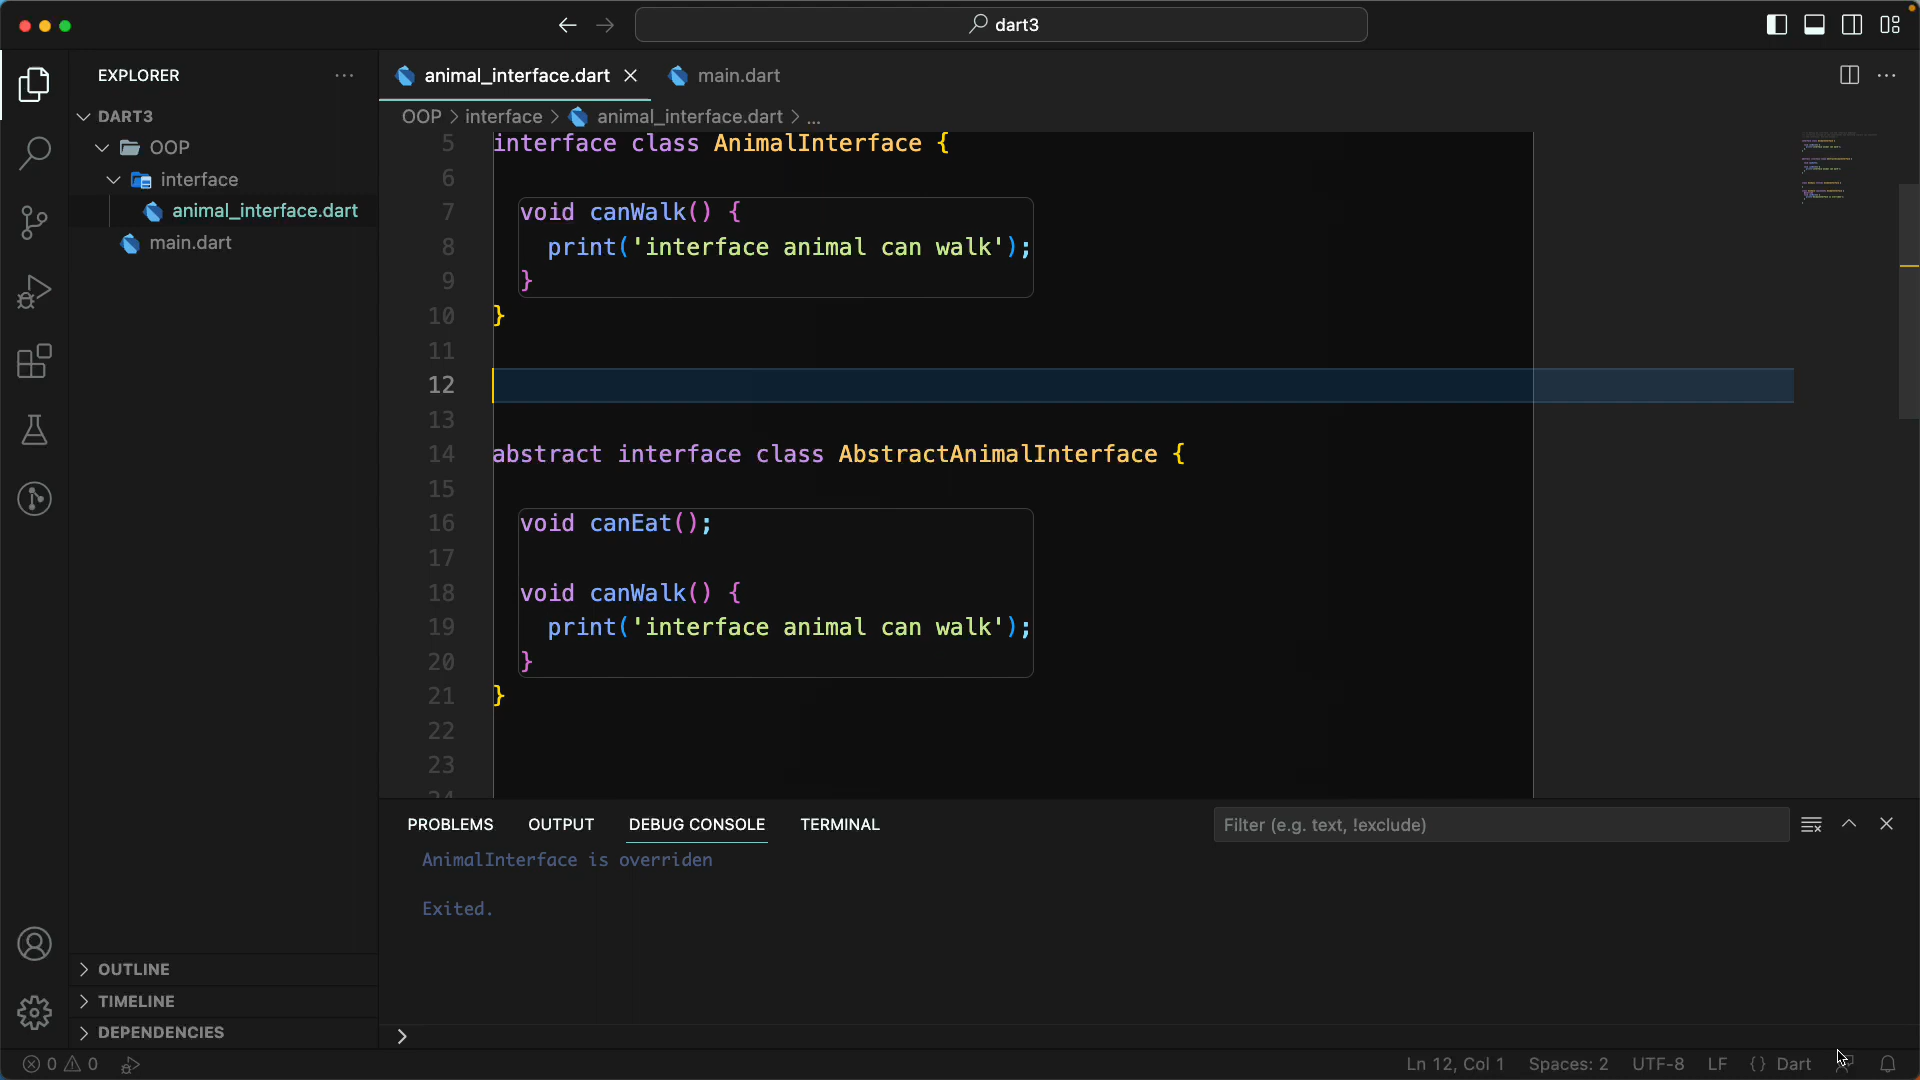 dart3
EXPLORER
DART3
OOP
interface
animal_interface.dart
main.dart
OUTLINE
TIMELINE
DEPENDENCIES
animal_interface.dart
main.dart
OOP > interface > animal_interface.dart > ...
5 interface class AnimalInterface {
6
7 void canWalk() {
8 print('interface animal can walk');
9 }
10 }
11
12
13
14 abstract interface class AbstractAnimalInterface {
15
16 void canEat();
17
18 void canWalk() {
19 print('interface animal can walk');
20 }
21 }
22
23
24
PROBLEMS OUTPUT DEBUG CONSOLE TERMINAL
Filter (e.g. text, !exclude)
AnimalInterface is overriden
Exited.
0 0
Ln 12, Col 1 Spaces: 2 UTF-8 LF {} Dart